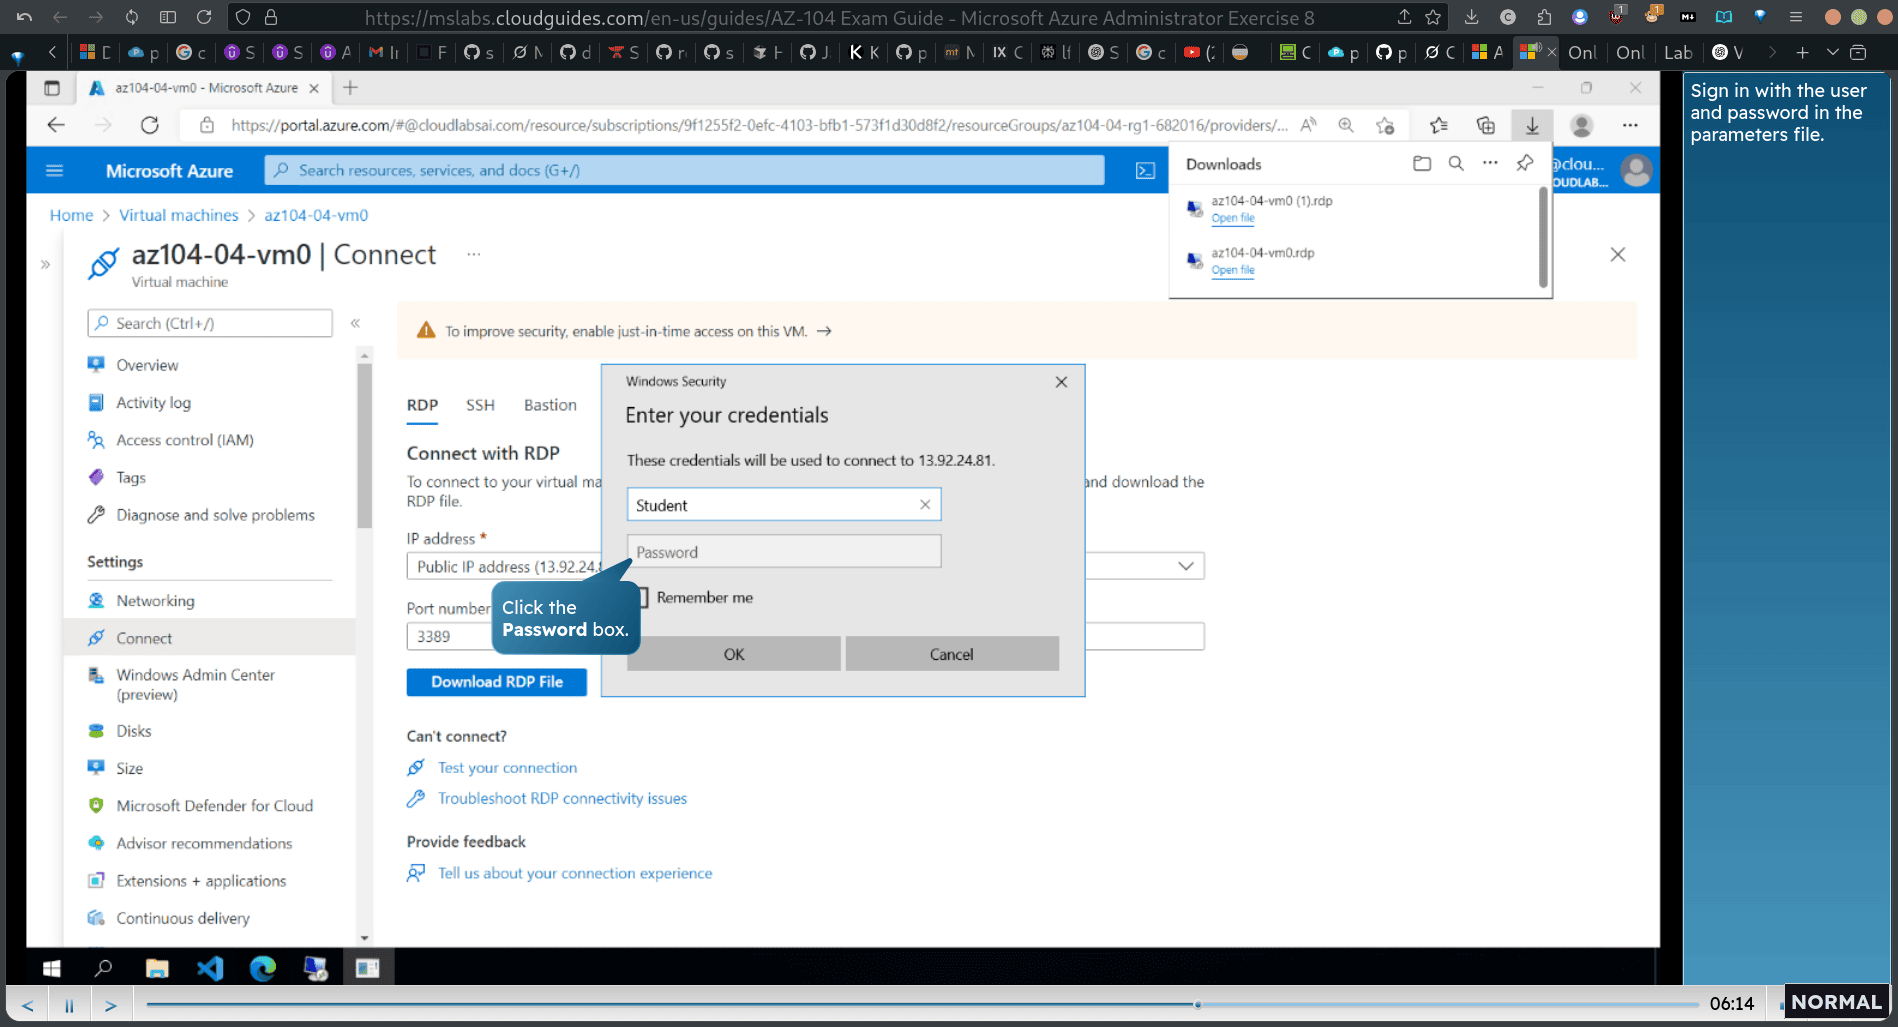 https://mslabs.cloudguides.com/en-us/guides/AZ-104 Exam Guide - Microsoft Azure Administrator Exercise 8
az104-04-vm0 - Microsoft Azure
https://portal.azure.com/#@cloudlabsai.com/resource/subscriptions/9f1255f2-0efc-4103-bfb1-573f1d30d8f2/resourceGroups/az104-04-rg1-682016/providers/...
Microsoft Azure
Search resources, services, and docs (G+/)
@clou...
OUDLAB...
Downloads
az104-04-vm0 (1).rdp
Open file
az104-04-vm0.rdp
Open file
Home > Virtual machines > az104-04-vm0
az104-04-vm0 | Connect
Virtual machine
Search (Ctrl+/)
Overview
Activity log
Access control (IAM)
Tags
Diagnose and solve problems
Settings
Networking
Connect
Windows Admin Center
(preview)
Disks
Size
Microsoft Defender for Cloud
Advisor recommendations
Extensions + applications
Continuous delivery
To improve security, enable just-in-time access on this VM.
RDP
SSH
Bastion
Connect with RDP
To connect to your virtual ma
and download the
RDP file.
IP address *
Public IP address (13.92.24.
Port number
3389
Download RDP File
Can't connect?
Test your connection
Troubleshoot RDP connectivity issues
Provide feedback
Tell us about your connection experience
Windows Security
Enter your credentials
These credentials will be used to connect to 13.92.24.81.
Student
Password
Remember me
OK
Cancel
Click the
Password box.
Sign in with the user
and password in the
parameters file.
06:14
NORMAL